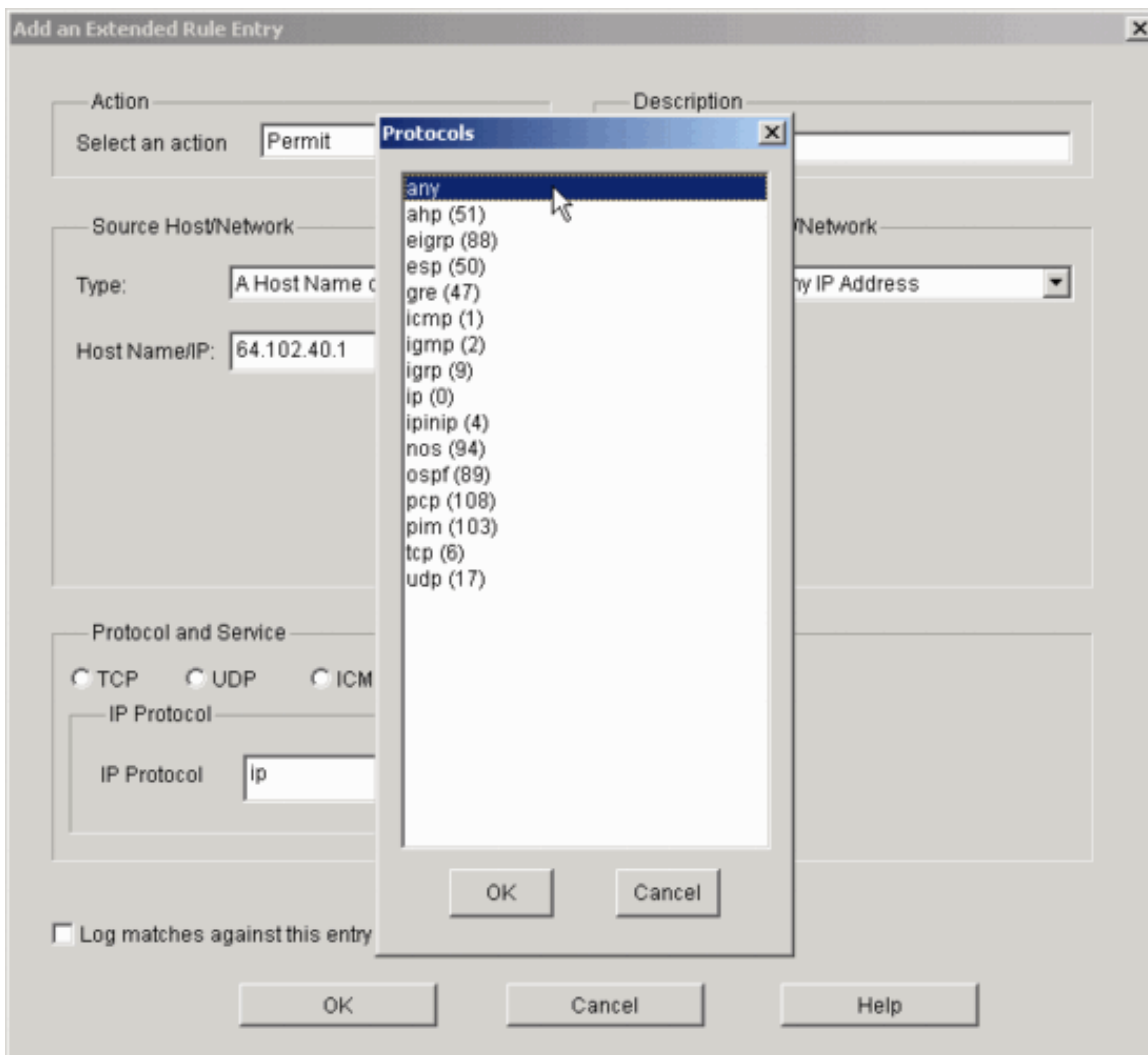 Add an Extended Rule Entry
Action
Select an action
Permit
Description
Source Host/Network
Type:
A Host Name
Host Name/IP:
64.102.40.1
/Network
IP Address
Protocols
any
ahp (51)
eigrp (88)
esp (50)
gre (47)
icmp (1)
igmp (2)
igrp (9)
ip (0)
ipinip (4)
nos (94)
ospf (89)
pcp (108)
pim (103)
tcp (6)
udp (17)
OK
Cancel
Protocol and Service
TCP
UDP
ICM
IP Protocol
IP Protocol
ip
Log matches against this entry
OK
Cancel
Help